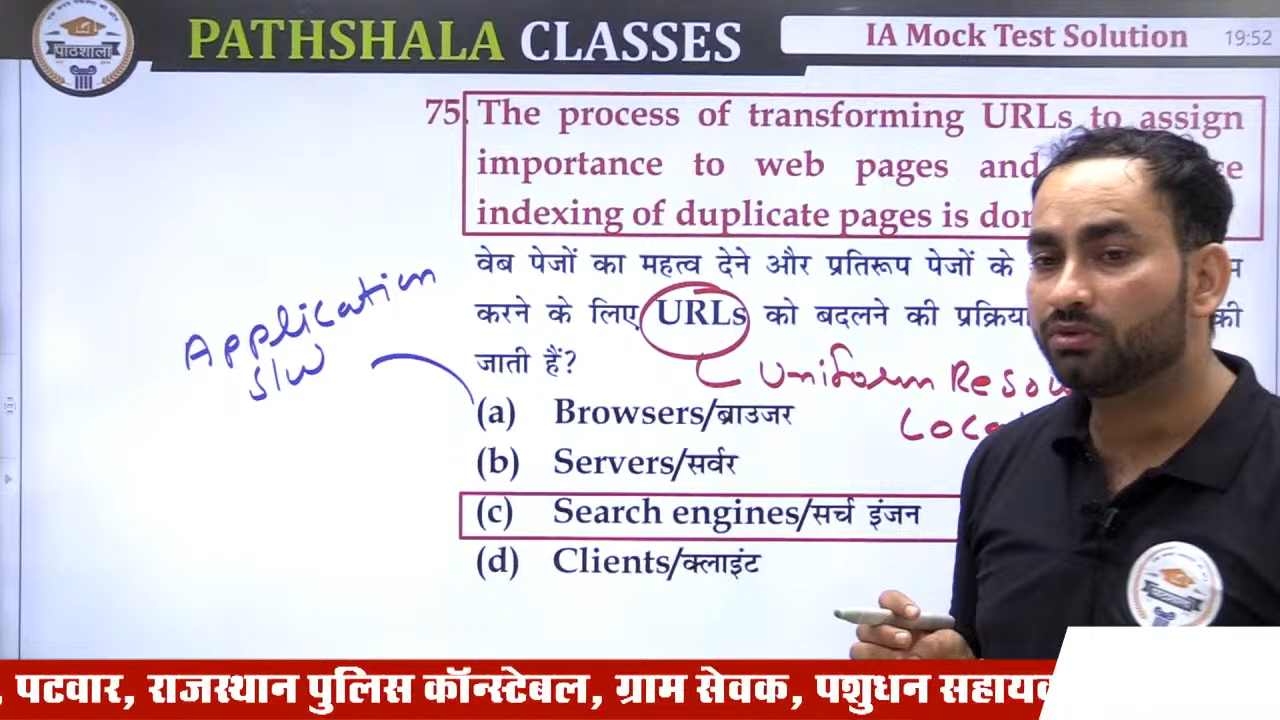 पाठशाला
PATHSHALA CLASSES
IA Mock Test Solution
19:52
75. The process of transforming URLs to assign
importance to web pages and
indexing of duplicate pages is
वेब पेजों का महत्व देने और प्रतिरूप पेजों के
करने के लिए URLs को बदलने की प्रक्रिया की
जाती हैं?
Uniform
Application
S/W
(a) Browsers/ब्राउजर
(b) Servers/सर्वर
(c) Search engines/सर्च इंजन
(d) Clients/क्लाइंट
, पटवार, राजस्थान पुलिस कॉन्स्टेबल, ग्राम सेवक, पशुधन